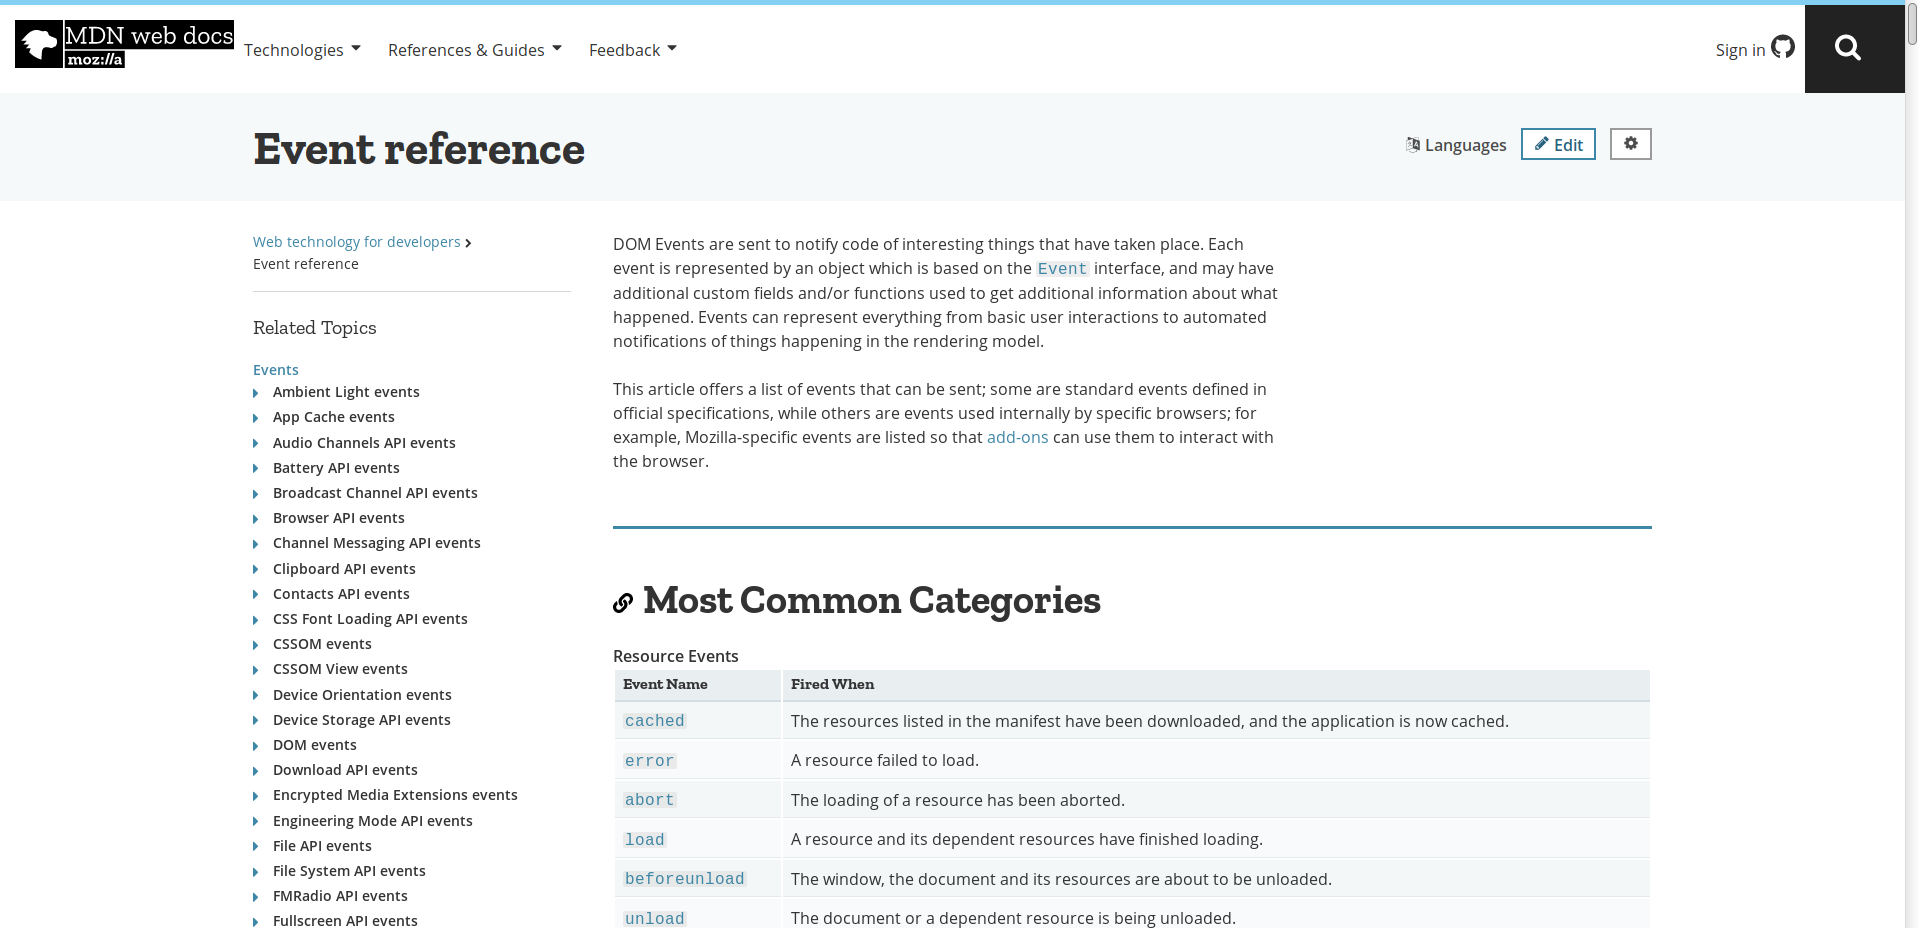 MDN web docs
moz://a
Technologies
References & Guides
Feedback
Sign in
Event reference
Languages
Edit
Web technology for developers
Event reference
Related Topics
Events
Ambient Light events
App Cache events
Audio Channels API events
Battery API events
Broadcast Channel API events
Browser API events
Channel Messaging API events
Clipboard API events
Contacts API events
CSS Font Loading API events
CSSOM events
CSSOM View events
Device Orientation events
Device Storage API events
DOM events
Download API events
Encrypted Media Extensions events
Engineering Mode API events
File API events
File System API events
FMRadio API events
Fullscreen API events
DOM Events are sent to notify code of interesting things that have taken place. Each
event is represented by an object which is based on the Event interface, and may have
additional custom fields and/or functions used to get additional information about what
happened. Events can represent everything from basic user interactions to automated
notifications of things happening in the rendering model.
This article offers a list of events that can be sent; some are standard events defined in
official specifications, while others are events used internally by specific browsers; for
example, Mozilla-specific events are listed so that add-ons can use them to interact with
the browser.
Most Common Categories
Resource Events
Event Name Fired When
cached The resources listed in the manifest have been downloaded, and the application is now cached.
error A resource failed to load.
abort The loading of a resource has been aborted.
load A resource and its dependent resources have finished loading.
beforeunload The window, the document and its resources are about to be unloaded.
unload The document or a dependent resource is being unloaded.